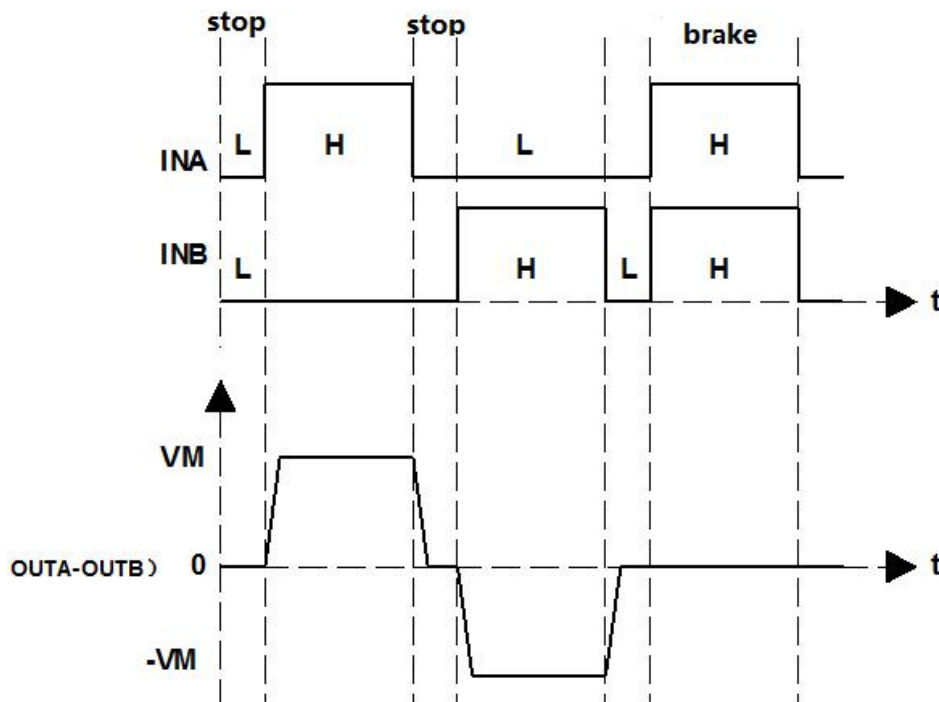 stop stop brake
L H L H
INA
INB H L H
L
t
VM
OUTA-OUTB） 0 t
-VM